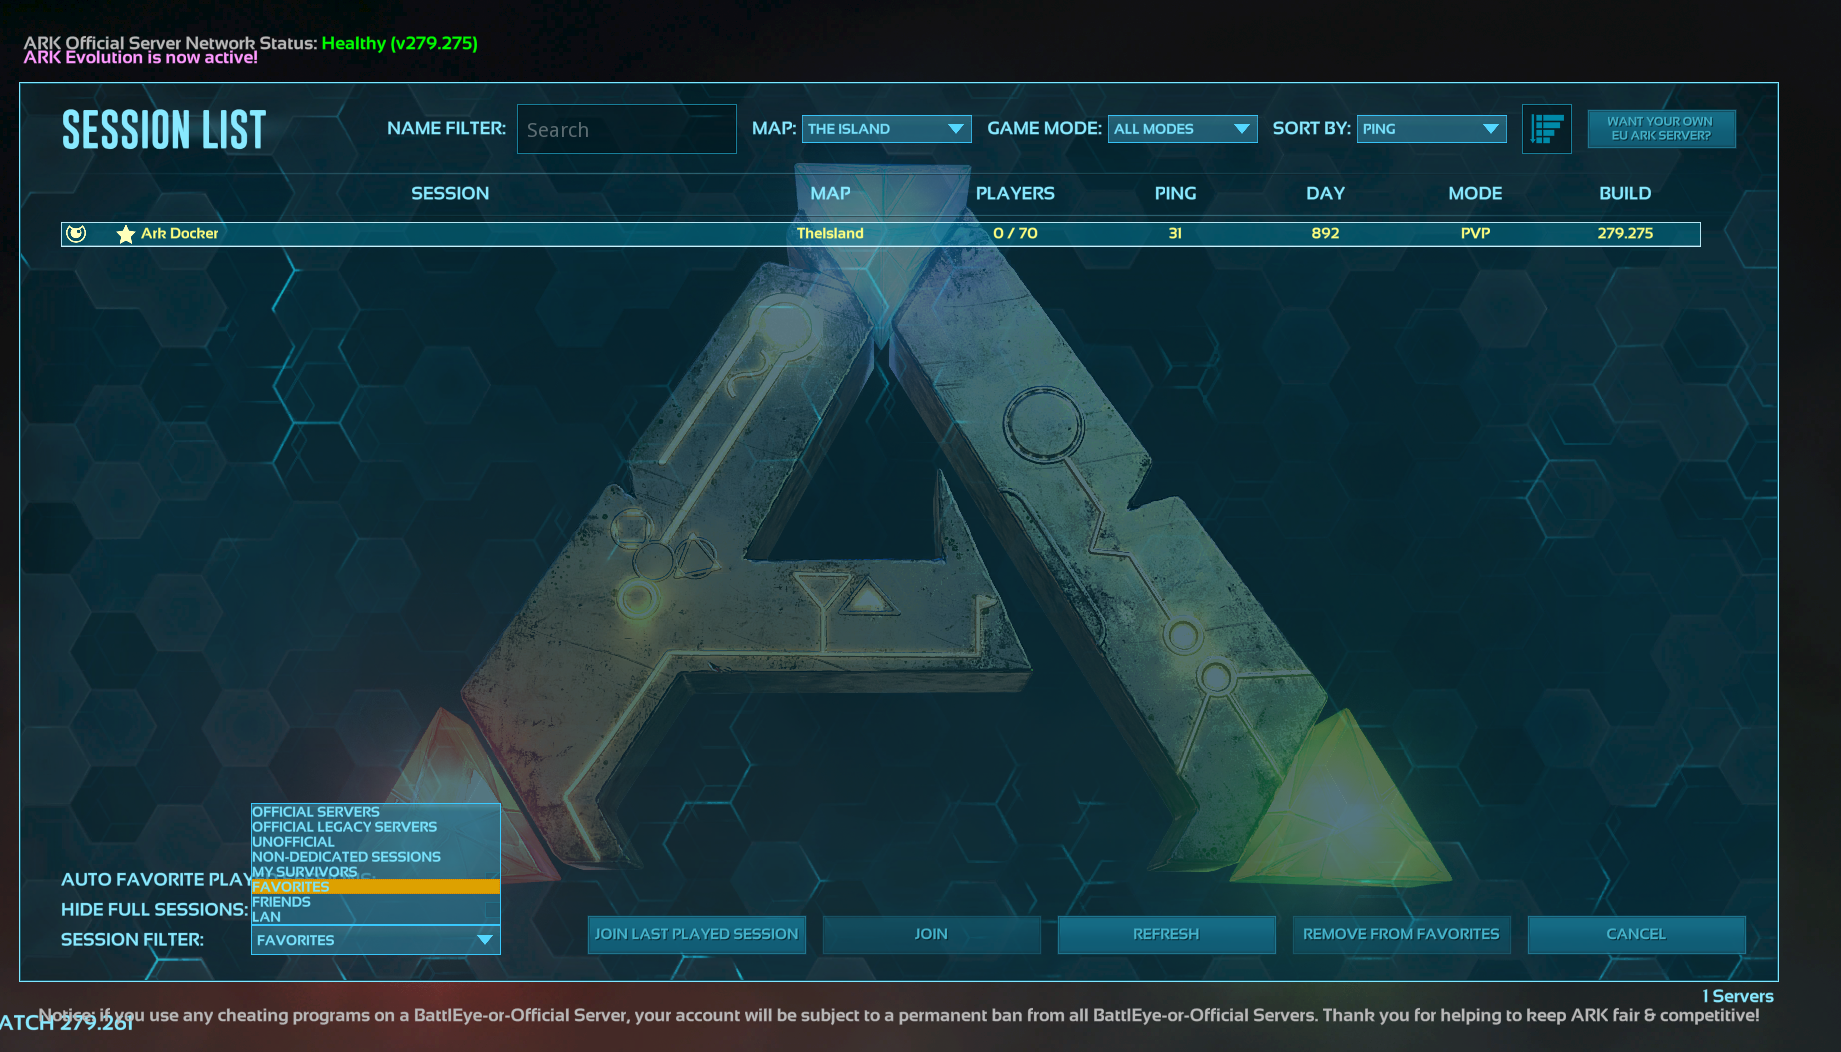 ARK Official Server Network Status: Healthy (v279.275)
ARK Evolution is now active!
SESSION LIST
NAME FILTER: Search MAP: THE ISLAND GAME MODE: ALL MODES SORT BY: PING
WANT YOUR OWN
EU ARK SERVER?
SESSION MAP PLAYERS PING DAY MODE BUILD
Ark Docker TheIsland 0 / 70 31 892 PVP 279.275
OFFICIAL SERVERS
OFFICIAL LEGACY SERVERS
UNOFFICIAL
NON-DEDICATED SESSIONS
MY SURVIVORS
AUTO FAVORITE PLAY
FAVORITES
FRIENDS
HIDE FULL SESSIONS:
LAN
SESSION FILTER: FAVORITES
JOIN LAST PLAYED SESSION JOIN REFRESH REMOVE FROM FAVORITES CANCEL
1 Servers
Notice: if you use any cheating programs on a BattlEye-or-Official Server, your account will be subject to a permanent ban from all BattlEye-or-Official Servers. Thank you for helping to keep ARK fair & competitive!
ATCH 279.261